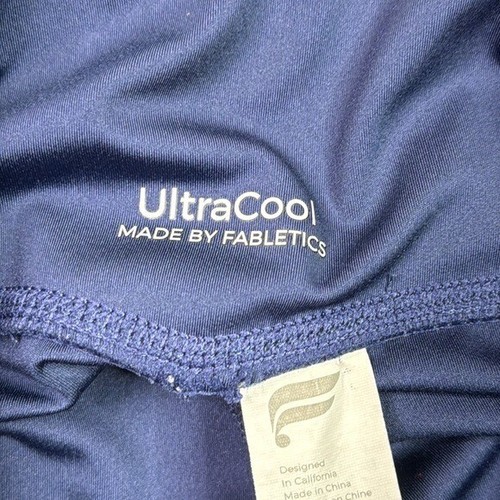 UltraCool
MADE BY FABLETICS
Designed
In California
Made in China